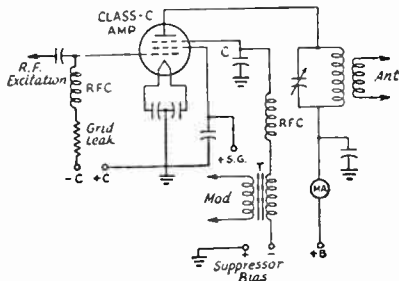 CLASS-C
AMP
C
R.F.
Excitation
RFC
Ant
RFC
Grid
Leak
+S.G.
T
-C
+C
Mod
MA
+
-
+B
Suppressor
Bias